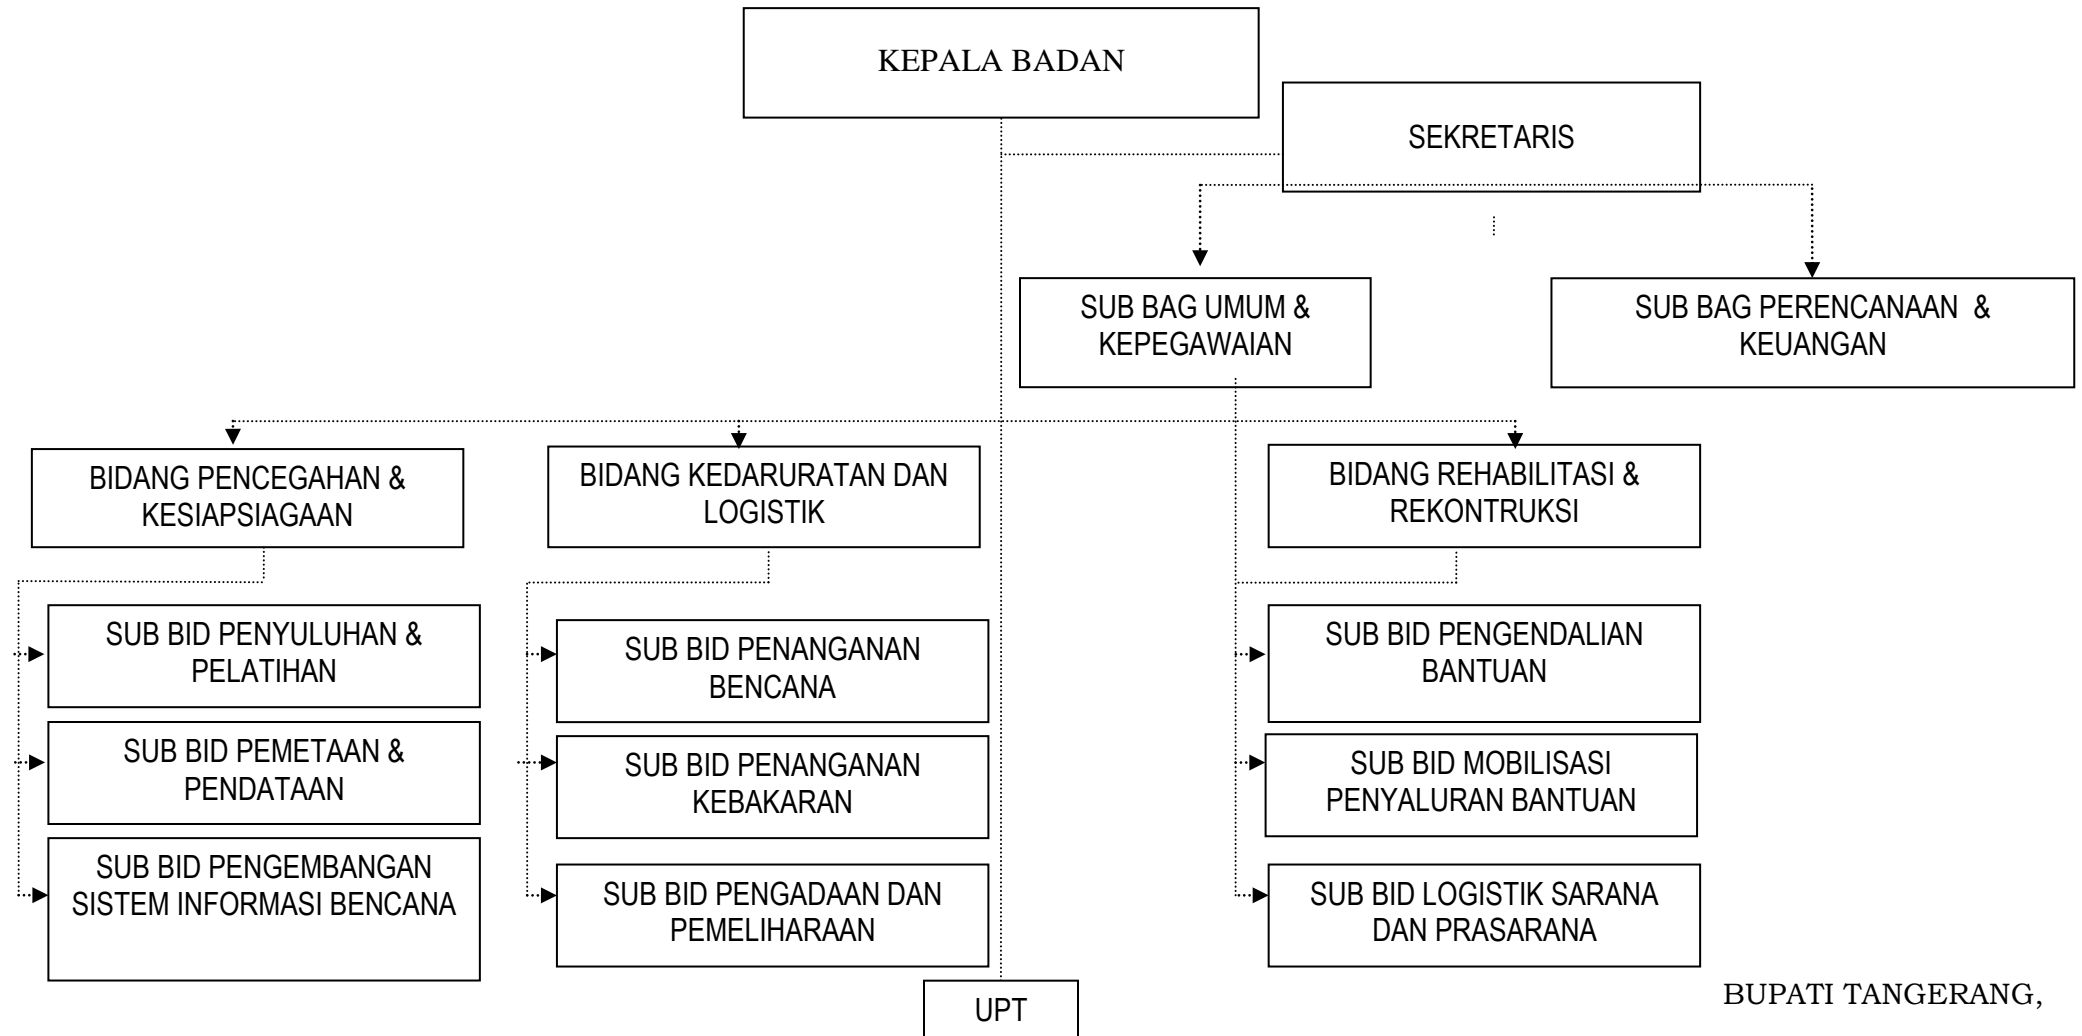 KEPALA BADAN
SEKRETARIS
SUB BAG UMUM &
KEPEGAWAIAN
SUB BAG PERENCANAAN  &
KEUANGAN
BIDANG PENCEGAHAN &
KESIAPSIAGAAN
BIDANG KEDARURATAN DAN
LOGISTIK
BIDANG REHABILITASI &
REKONTRUKSI
SUB BID PENYULUHAN &
PELATIHAN
SUB BID PEMETAAN &
PENDATAAN
SUB BID PENGEMBANGAN
SISTEM INFORMASI BENCANA
SUB BID PENANGANAN
BENCANA
SUB BID PENANGANAN
KEBAKARAN
SUB BID PENGADAAN DAN
PEMELIHARAAN
SUB BID PENGENDALIAN
BANTUAN
SUB BID MOBILISASI
PENYALURAN BANTUAN
SUB BID LOGISTIK SARANA
DAN PRASARANA
UPT
BUPATI TANGERANG,